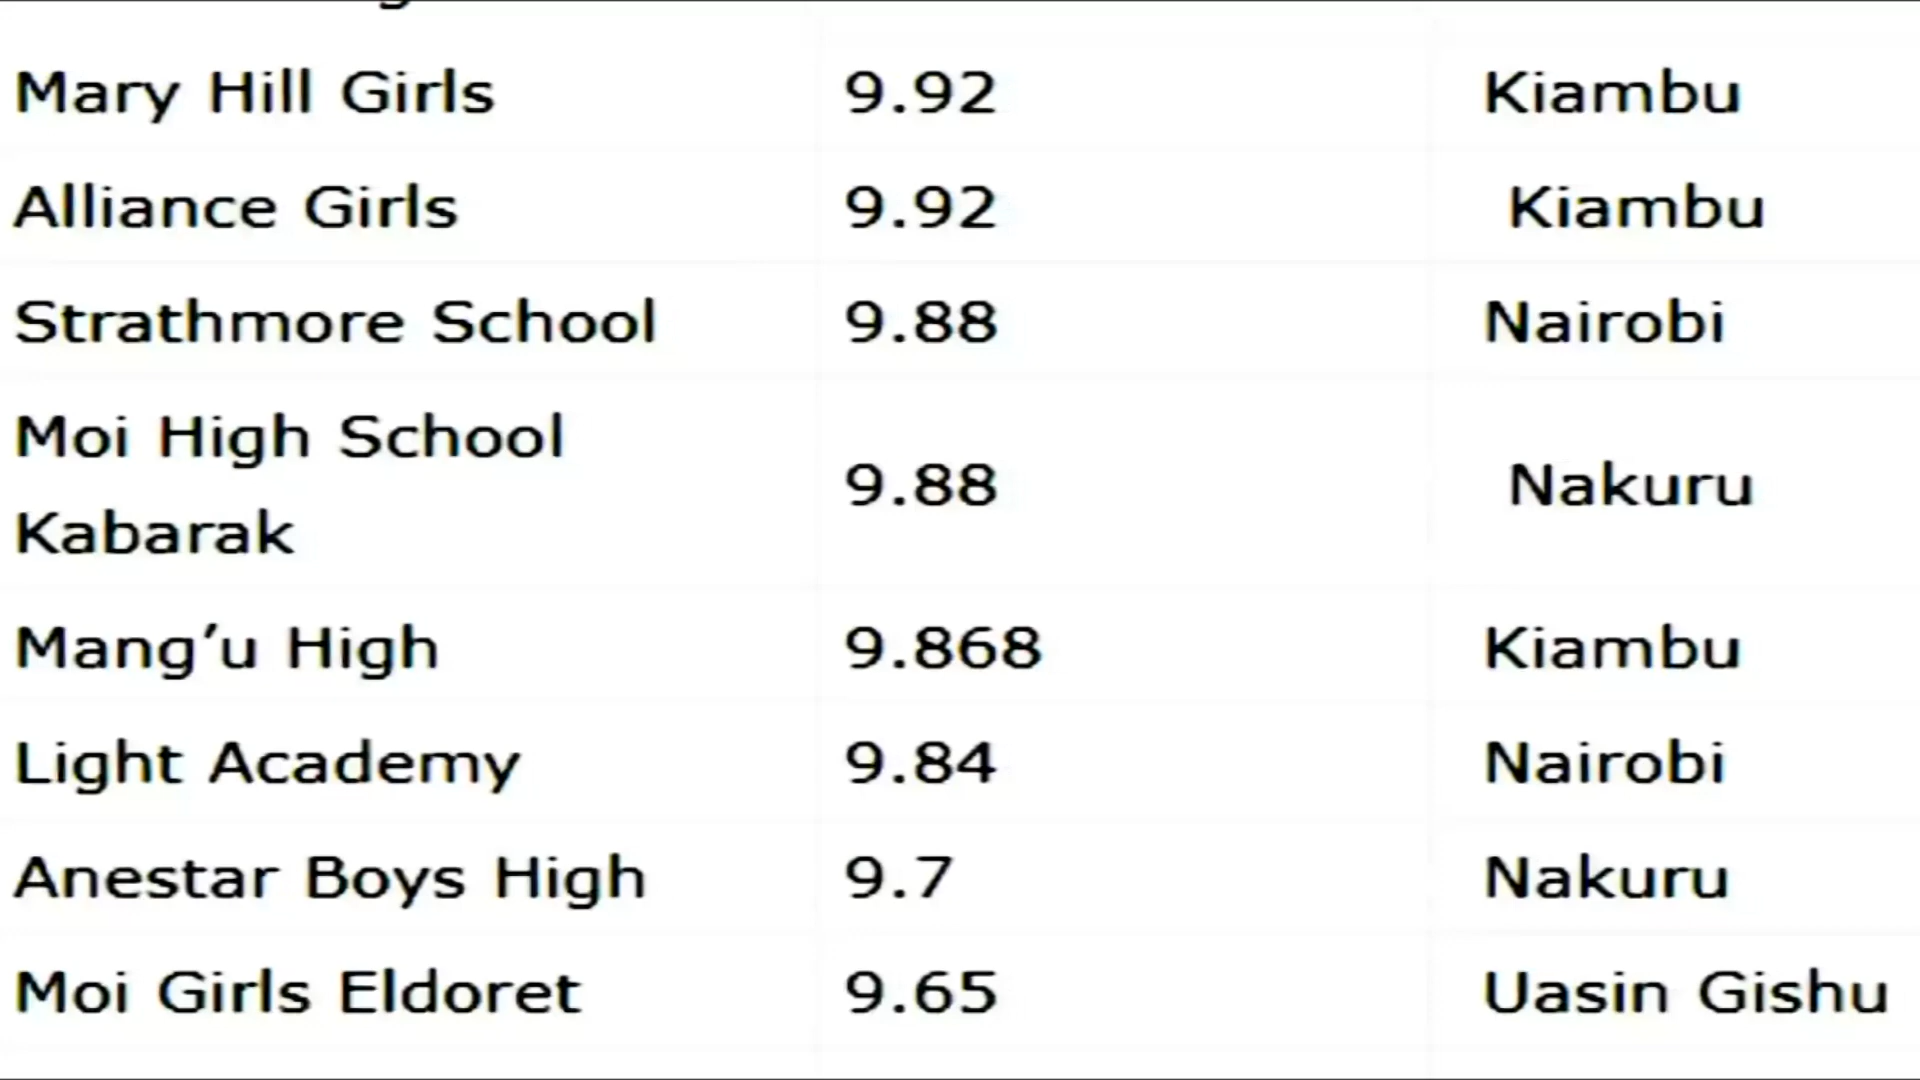 Mary Hill Girls 9.92 Kiambu
Alliance Girls 9.92 Kiambu
Strathmore School 9.88 Nairobi
Moi High School
Kabarak 9.88 Nakuru
Mang’u High 9.868 Kiambu
Light Academy 9.84 Nairobi
Anestar Boys High 9.7 Nakuru
Moi Girls Eldoret 9.65 Uasin Gishu